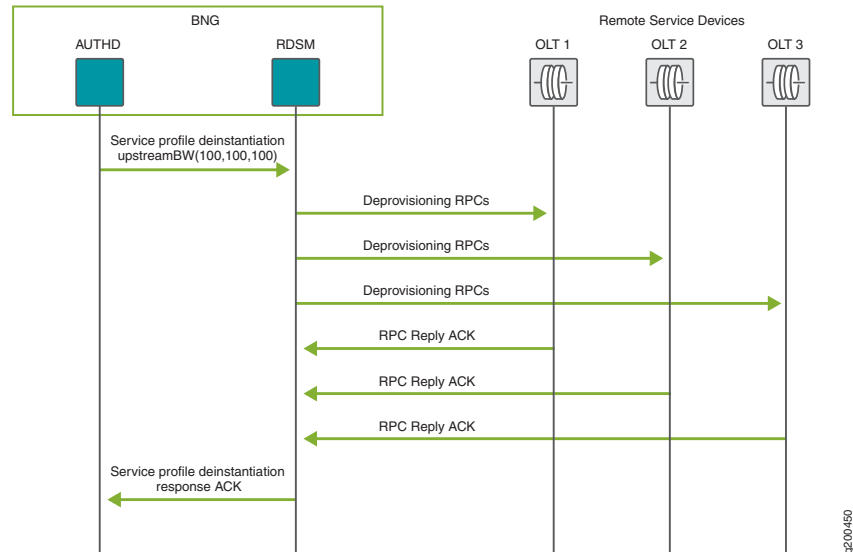 BNG
Remote Service Devices
AUTHD
RDSM
OLT 1
OLT 2
OLT 3
Service profile deinstantiation
upstreamBW(100,100,100)
Deprovisioning RPCs
Deprovisioning RPCs
Deprovisioning RPCs
RPC Reply ACK
RPC Reply ACK
RPC Reply ACK
Service profile deinstantiation
response ACK
g200450